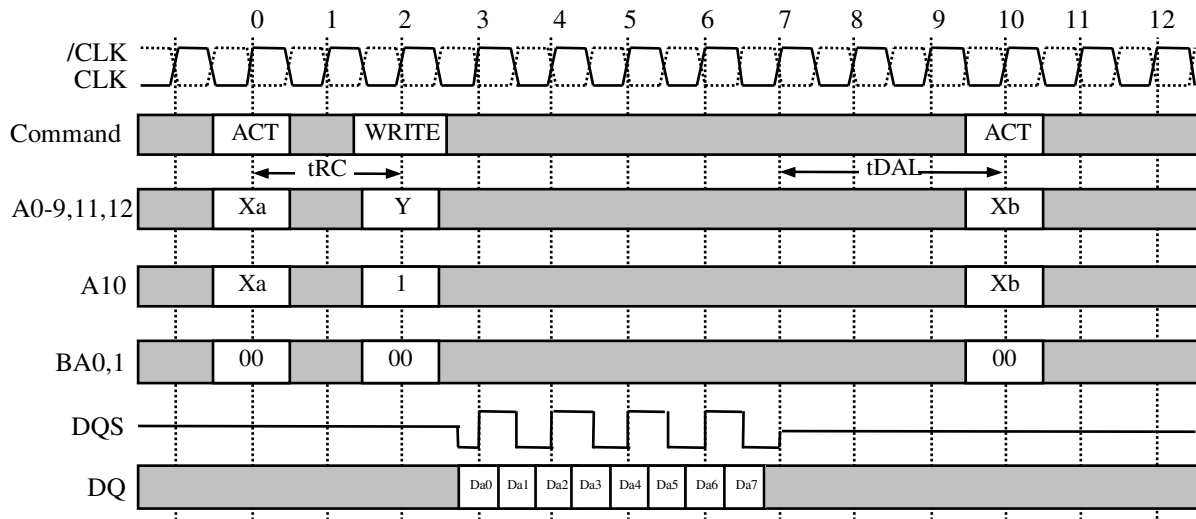 0 1 2 3 4 5 6 7 8 9 10 11 12
/CLK
CLK
Command ACT WRITE ACT
tRC tDAL
A0-9,11,12 Xa Y Xb
A10 Xa 1 Xb
BA0,1 00 00 00
DQS
DQ Da0 Da1 Da2 Da3 Da4 Da5 Da6 Da7